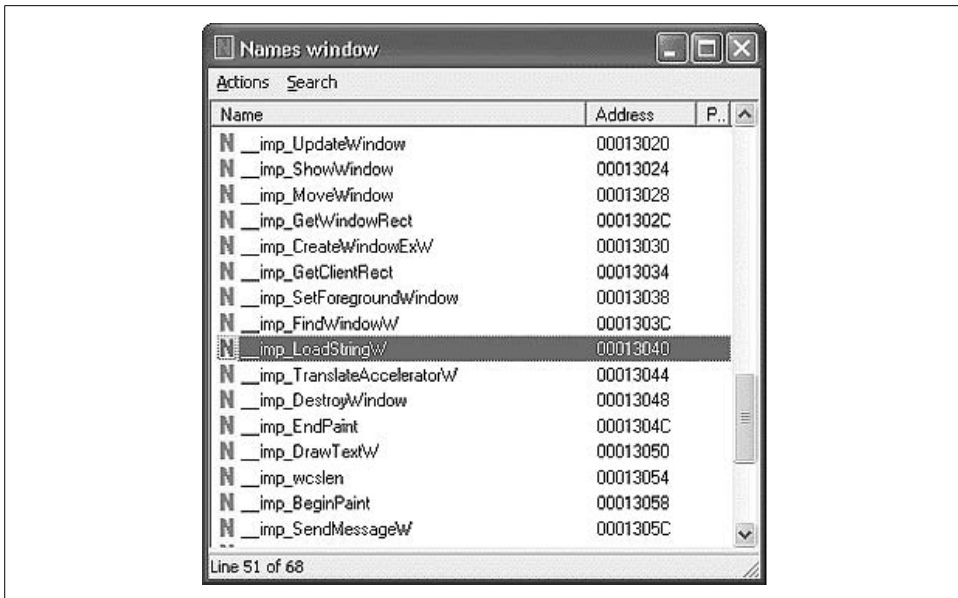 Names window
Actions Search
Name Address P..
N __imp_UpdateWindow 00013020
N __imp_ShowWindow 00013024
N __imp_MoveWindow 00013028
N __imp_GetWindowRect 0001302C
N __imp_CreateWindowExW 00013030
N __imp_GetClientRect 00013034
N __imp_SetForegroundWindow 00013038
N __imp_FindWindowW 0001303C
N __imp_LoadStringW 00013040
N __imp_TranslateAcceleratorW 00013044
N __imp_DestroyWindow 00013048
N __imp_EndPaint 0001304C
N __imp_DrawTextW 00013050
N __imp_wcslen 00013054
N __imp_BeginPaint 00013058
N __imp_SendMessageW 0001305C
Line 51 of 68